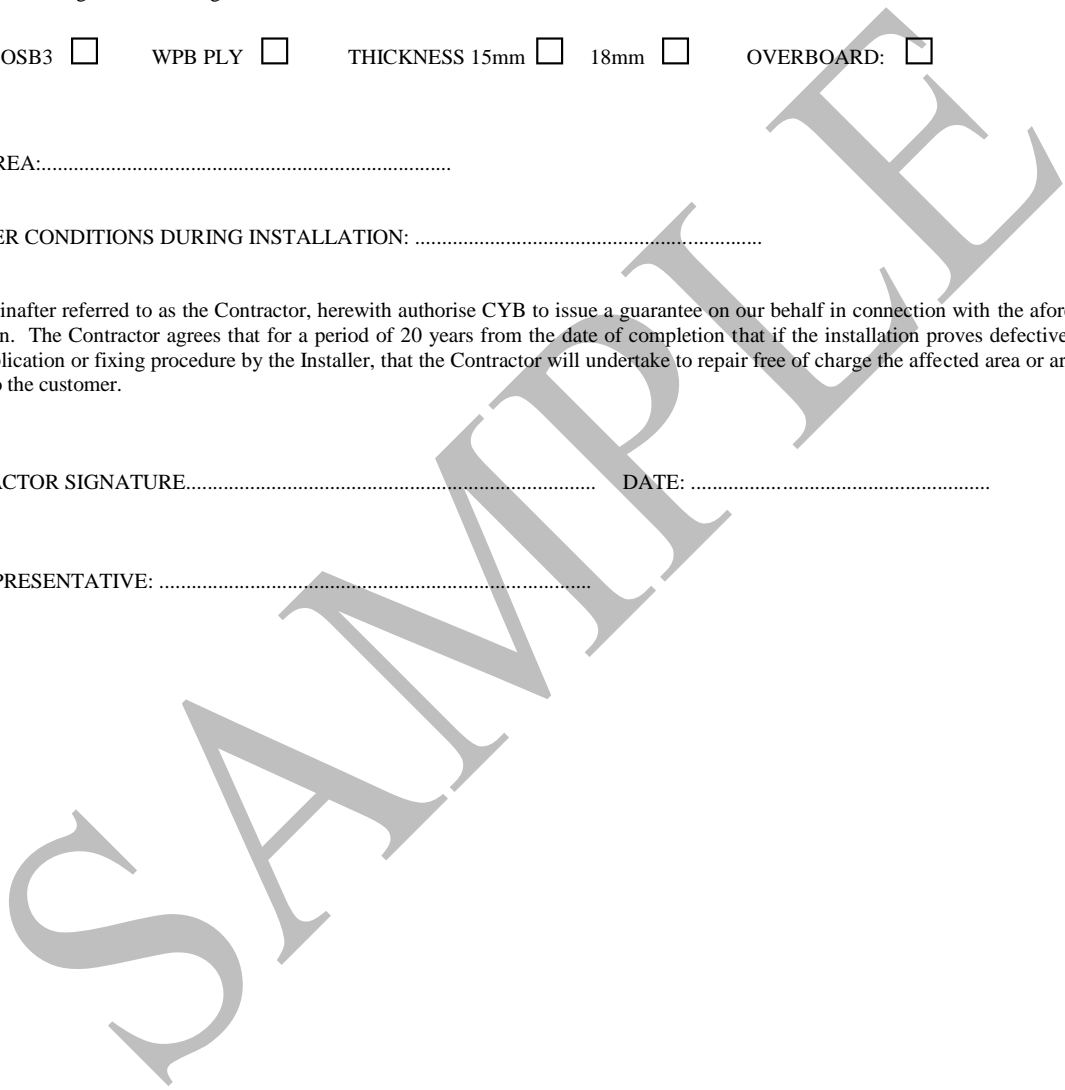 OSB3 WPB PLY THICKNESS 15mm 18mm OVERBOARD:
REA:............................................................................
ER CONDITIONS DURING INSTALLATION: .................................................................
inafter referred to as the Contractor, herewith authorise CYB to issue a guarantee on our behalf in connection with the afor
n. The Contractor agrees that for a period of 20 years from the date of completion that if the installation proves defective
lication or fixing procedure by the Installer, that the Contractor will undertake to repair free of charge the affected area or a
o the customer.
ACTOR SIGNATURE............................................................................ DATE: ........................................................
PRESENTATIVE: ................................................................................
SAMPLE